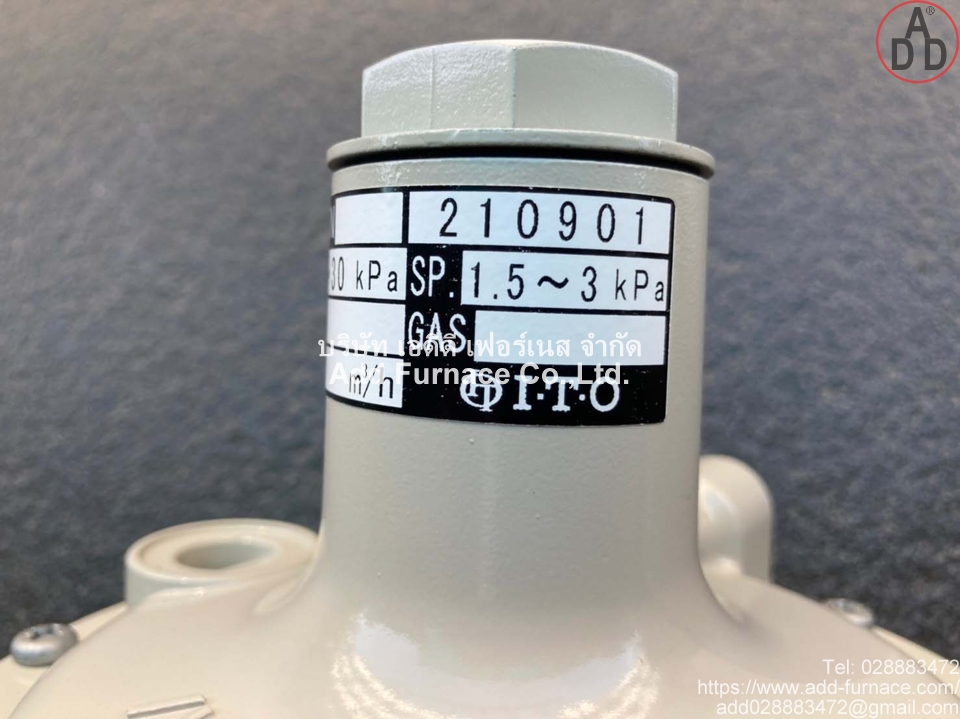 ADD®
210901
30 kPa SP. 1.5～3 kPa
GAS
บริษัท เอดีดี เฟอร์เนส จำกัด
Add Furnace Co.,Ltd.
m³/h I·T·O
Tel: 028883472
https://www.add-furnace.com/
add028883472@gmail.com